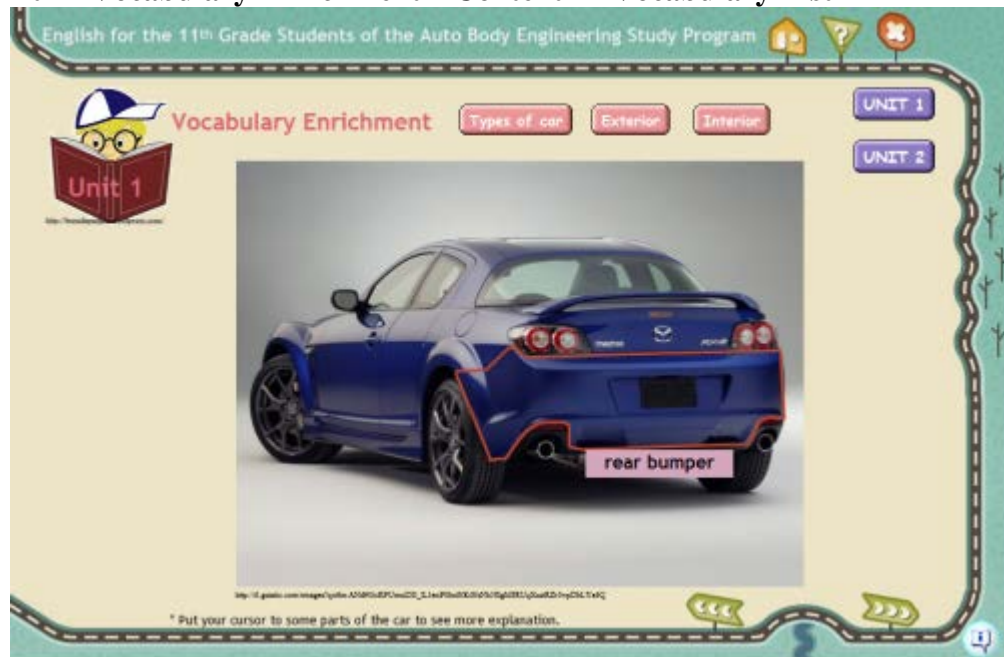 English for the 11th Grade Students of the Auto Body Engineering Study Program
?
Vocabulary Enrichment
Types of car
Exterior
Interior
UNIT 1
UNIT 2
Unit 1
rear bumper
* Put your cursor to some parts of the car to see more explanation.